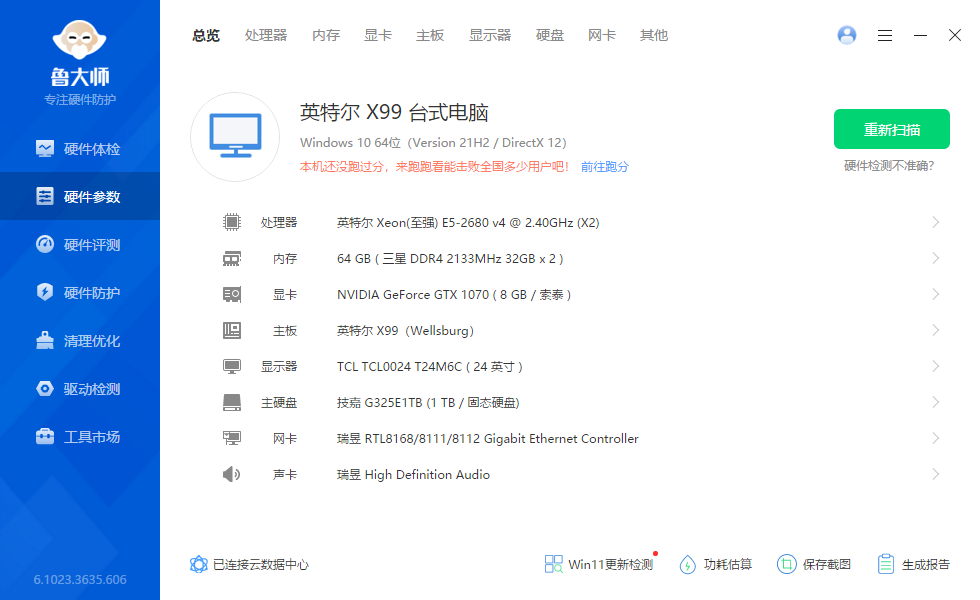 鲁大师
专注硬件防护
硬件体检
硬件参数
硬件评测
硬件防护
清理优化
驱动检测
工具市场
6.1023.3635.606
总览 处理器 内存 显卡 主板 显示器 硬盘 网卡 其他
英特尔 X99 台式电脑
Windows 10 64位（Version 21H2 / DirectX 12）
本机还没跑过分，来跑跑看能击败全国多少用户吧！ 前往跑分
重新扫描
硬件检测不准确?
处理器 英特尔 Xeon(至强) E5-2680 v4 @ 2.40GHz (X2)
内存 64 GB ( 三星 DDR4 2133MHz 32GB x 2 )
显卡 NVIDIA GeForce GTX 1070 ( 8 GB / 索泰 )
主板 英特尔 X99（Wellsburg）
显示器 TCL TCL0024 T24M6C ( 24 英寸 )
主硬盘 技嘉 G325E1TB (1 TB / 固态硬盘)
网卡 瑞昱 RTL8168/8111/8112 Gigabit Ethernet Controller
声卡 瑞昱 High Definition Audio
已连接云数据中心 Win11更新检测 功耗估算 保存截图 生成报告